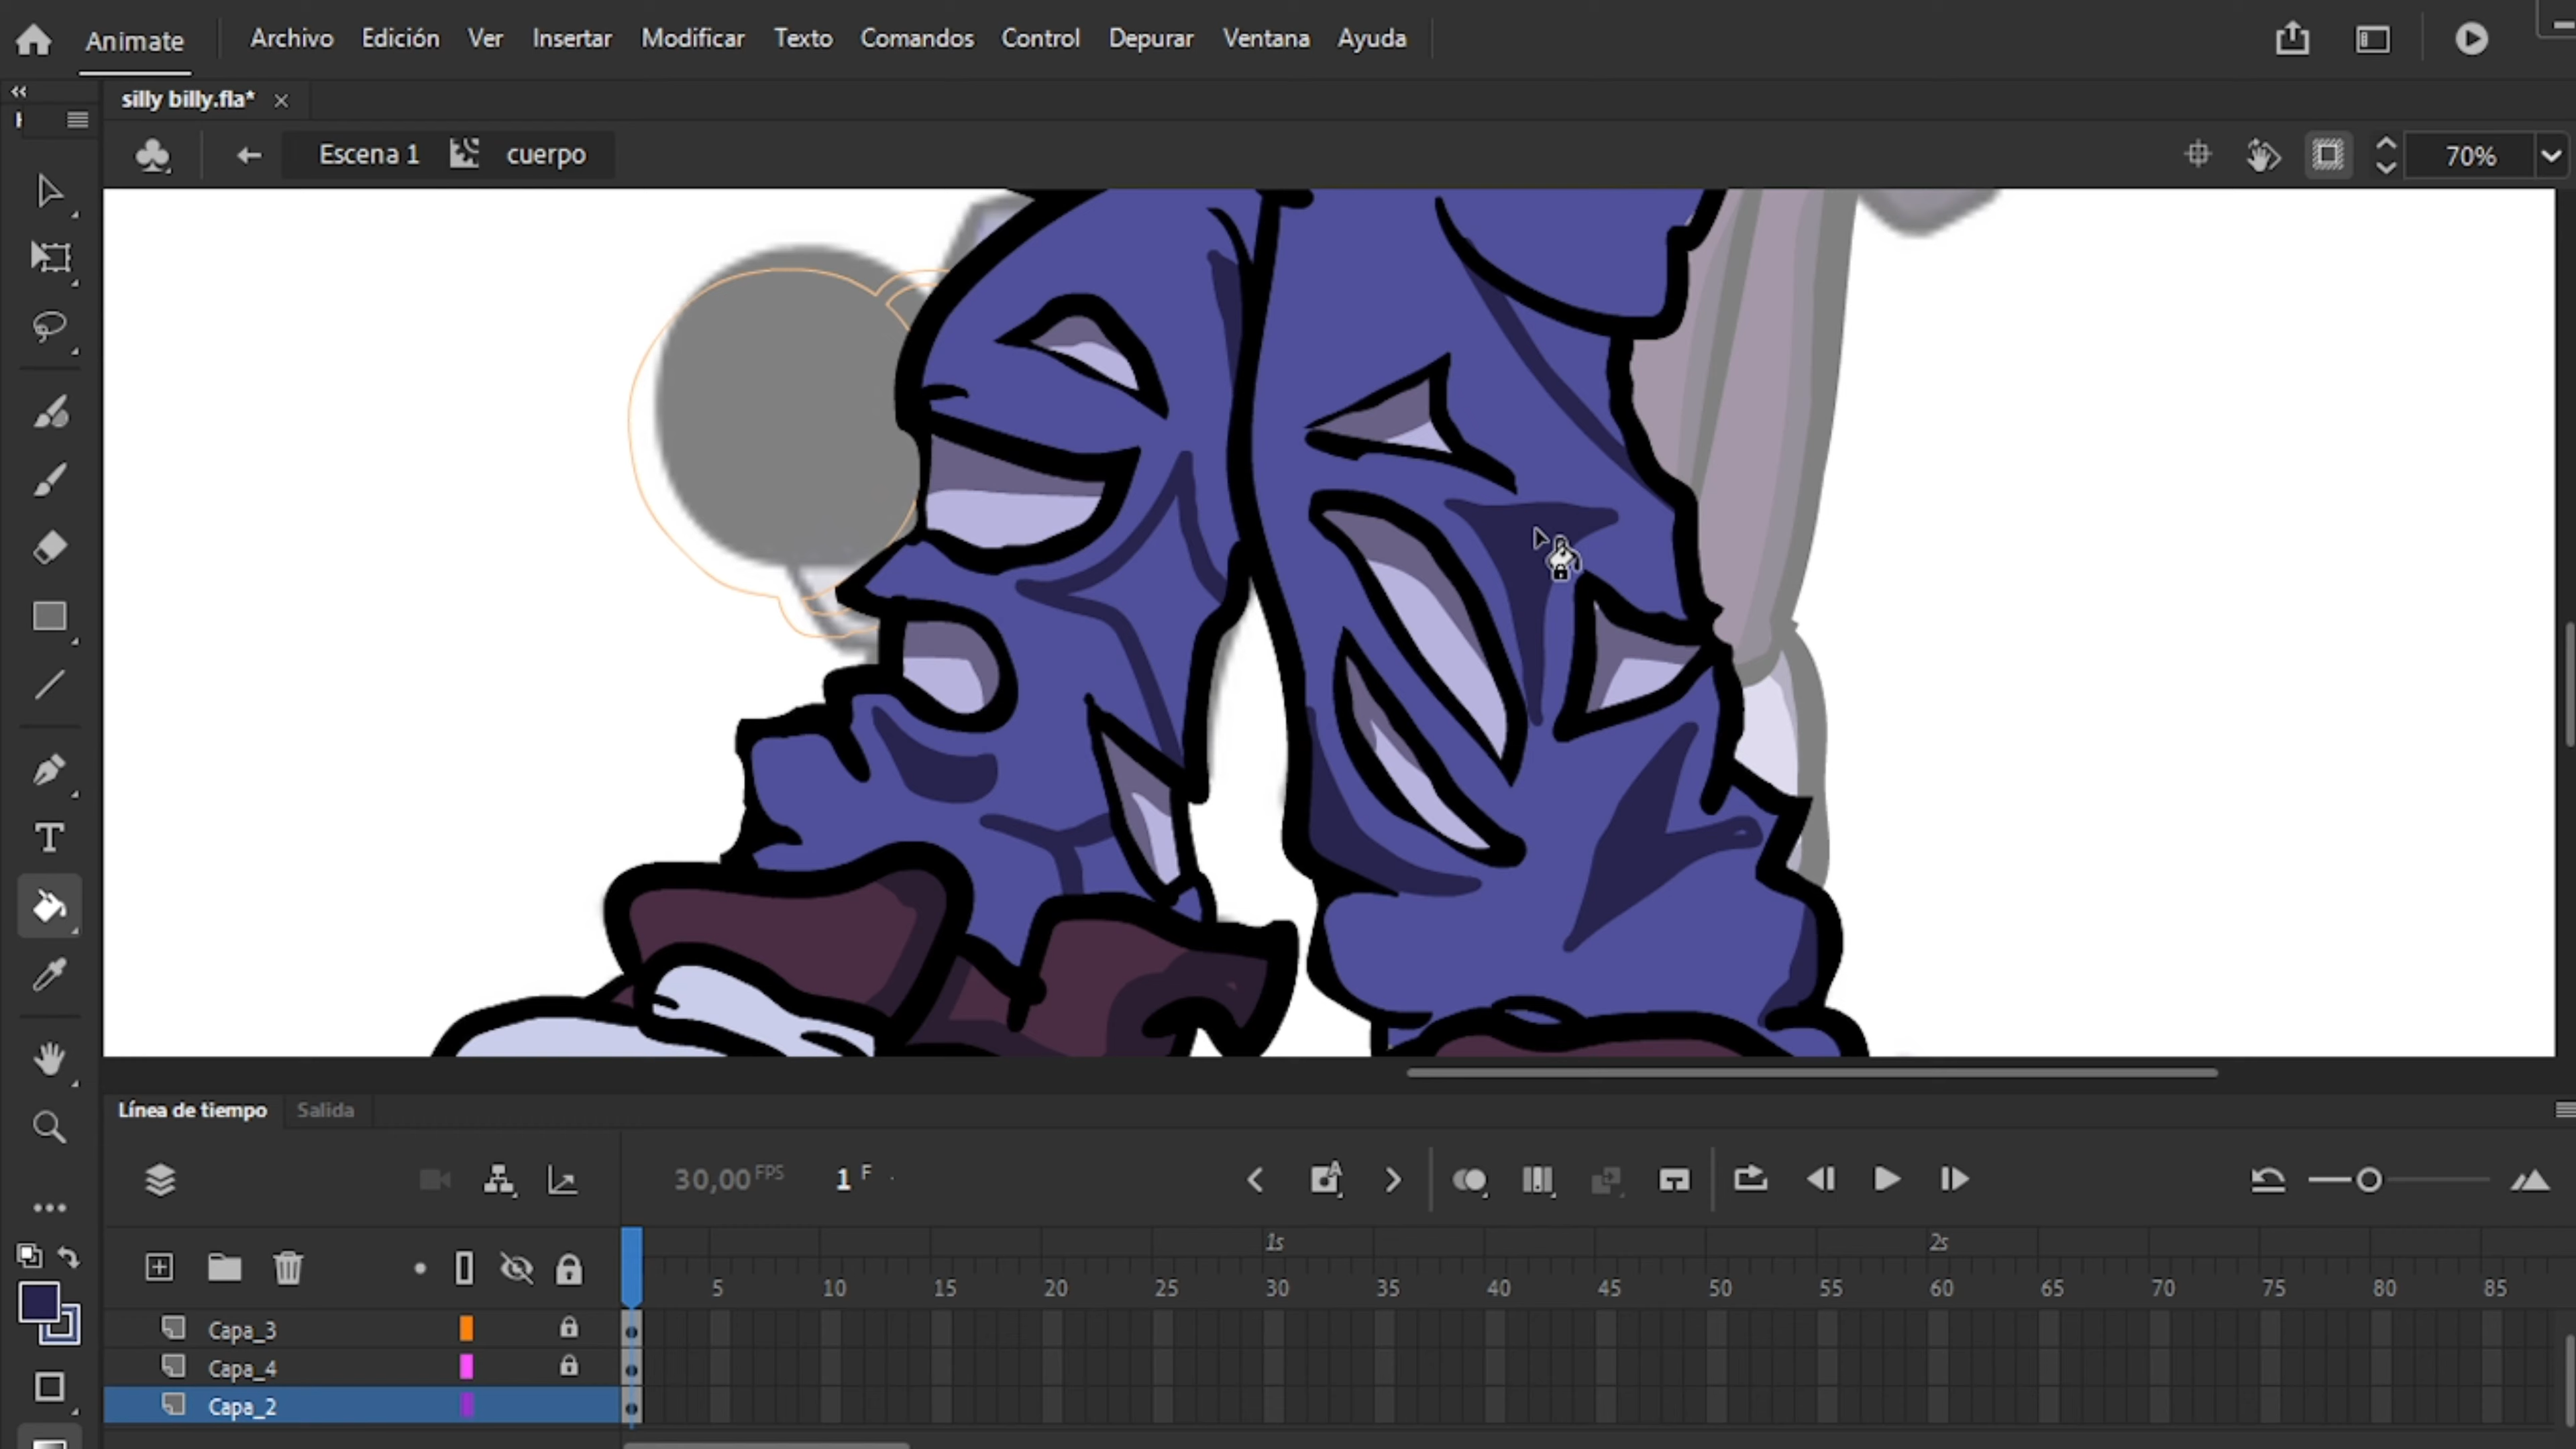 Animate Archivo Edición Ver Insertar Modificar Texto Comandos Control Depurar Ventana Ayuda
silly billy.fla*
Escena 1 cuerpo 70%
Línea de tiempo Salida
30,00 FPS 1 F
1s 2s
5 10 15 20 25 30 35 40 45 50 55 60 65 70 75 80 85
Capa_3
Capa_4
Capa_2